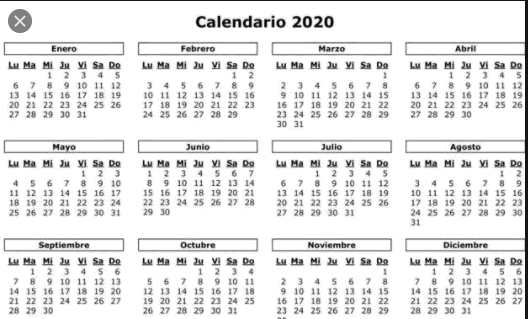 Calendario 2020
Enero
Lu Ma Mi Ju Vi Sa Do
1 2 3 4 5
6 7 8 9 10 11 12
13 14 15 16 17 18 19
20 21 22 23 24 25 26
27 28 29 30 31
Febrero
Lu Ma Mi Ju Vi Sa Do
1 2
3 4 5 6 7 8 9
10 11 12 13 14 15 16
17 18 19 20 21 22 23
24 25 26 27 28 29
Marzo
Lu Ma Mi Ju Vi Sa Do
1
2 3 4 5 6 7 8
9 10 11 12 13 14 15
16 17 18 19 20 21 22
23 24 25 26 27 28 29
30 31
Abril
Lu Ma Mi Ju Vi Sa Do
1 2 3 4 5
6 7 8 9 10 11 12
13 14 15 16 17 18 19
20 21 22 23 24 25 26
27 28 29 30
Mayo
Lu Ma Mi Ju Vi Sa Do
1 2 3
4 5 6 7 8 9 10
11 12 13 14 15 16 17
18 19 20 21 22 23 24
25 26 27 28 29 30 31
Junio
Lu Ma Mi Ju Vi Sa Do
1 2 3 4 5 6 7
8 9 10 11 12 13 14
15 16 17 18 19 20 21
22 23 24 25 26 27 28
29 30
Julio
Lu Ma Mi Ju Vi Sa Do
1 2 3 4 5
6 7 8 9 10 11 12
13 14 15 16 17 18 19
20 21 22 23 24 25 26
27 28 29 30 31
Agosto
Lu Ma Mi Ju Vi Sa Do
1 2
3 4 5 6 7 8 9
10 11 12 13 14 15 16
17 18 19 20 21 22 23
24 25 26 27 28 29 30
31
Septiembre
Lu Ma Mi Ju Vi Sa Do
1 2 3 4 5 6
7 8 9 10 11 12 13
14 15 16 17 18 19 20
21 22 23 24 25 26 27
28 29 30
Octubre
Lu Ma Mi Ju Vi Sa Do
1 2 3 4
5 6 7 8 9 10 11
12 13 14 15 16 17 18
19 20 21 22 23 24 25
26 27 28 29 30 31
Noviembre
Lu Ma Mi Ju Vi Sa Do
1
2 3 4 5 6 7 8
9 10 11 12 13 14 15
16 17 18 19 20 21 22
23 24 25 26 27 28 29
Diciembre
Lu Ma Mi Ju Vi Sa Do
1 2 3 4 5 6
7 8 9 10 11 12 13
14 15 16 17 18 19 20
21 22 23 24 25 26 27
28 29 30 31